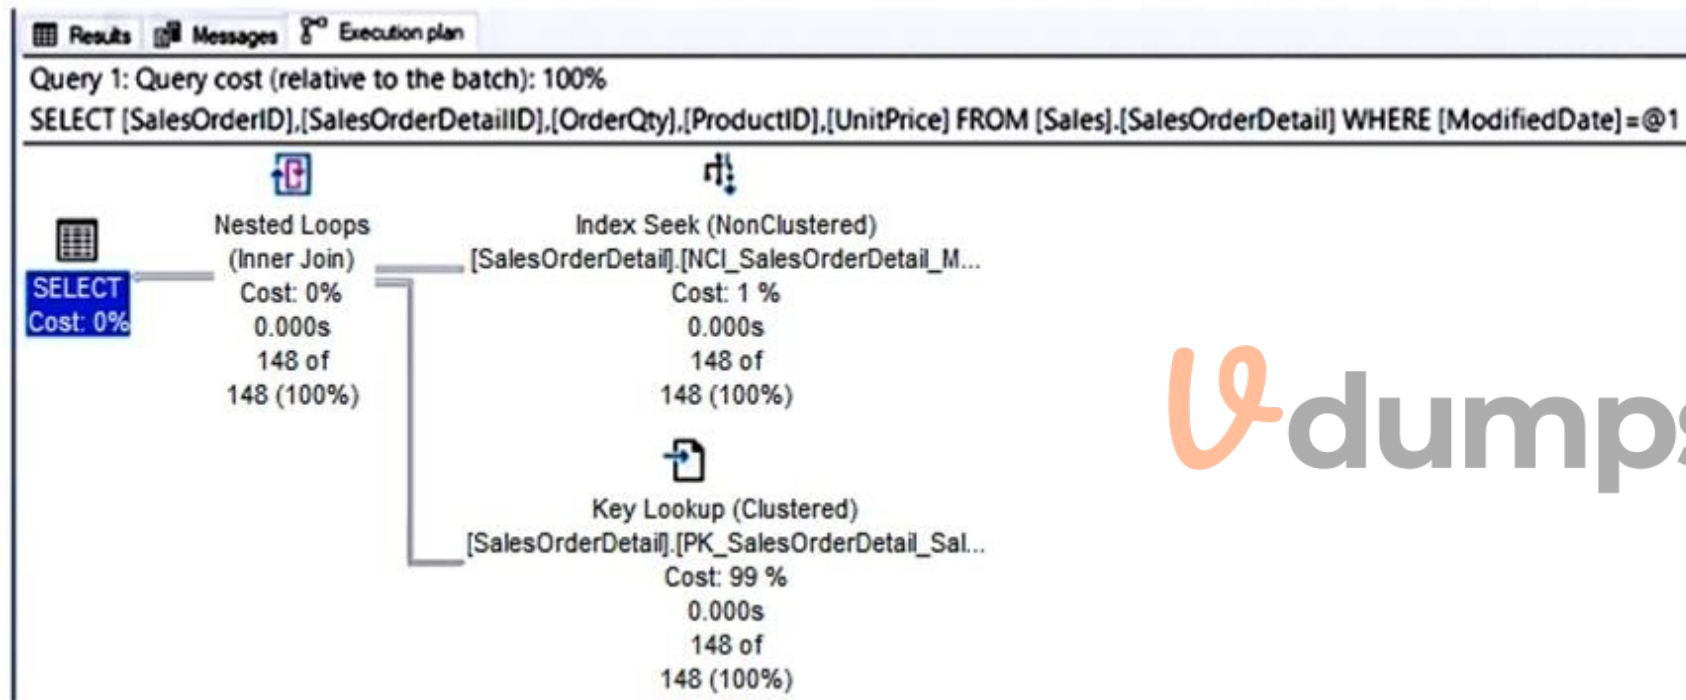 Results Messages Execution plan
Query 1: Query cost (relative to the batch): 100%
SELECT [SalesOrderID],[SalesOrderDetailID],[OrderQty],[ProductID],[UnitPrice] FROM [Sales].[SalesOrderDetail] WHERE [ModifiedDate]=@1
SELECT
Cost: 0%
Nested Loops
(Inner Join)
Cost: 0%
0.000s
148 of
148 (100%)
Index Seek (NonClustered)
[SalesOrderDetail].[NCI_SalesOrderDetail_M...
Cost: 1 %
0.000s
148 of
148 (100%)
Key Lookup (Clustered)
[SalesOrderDetail].[PK_SalesOrderDetail_Sal...
Cost: 99 %
0.000s
148 of
148 (100%)
Vdumps